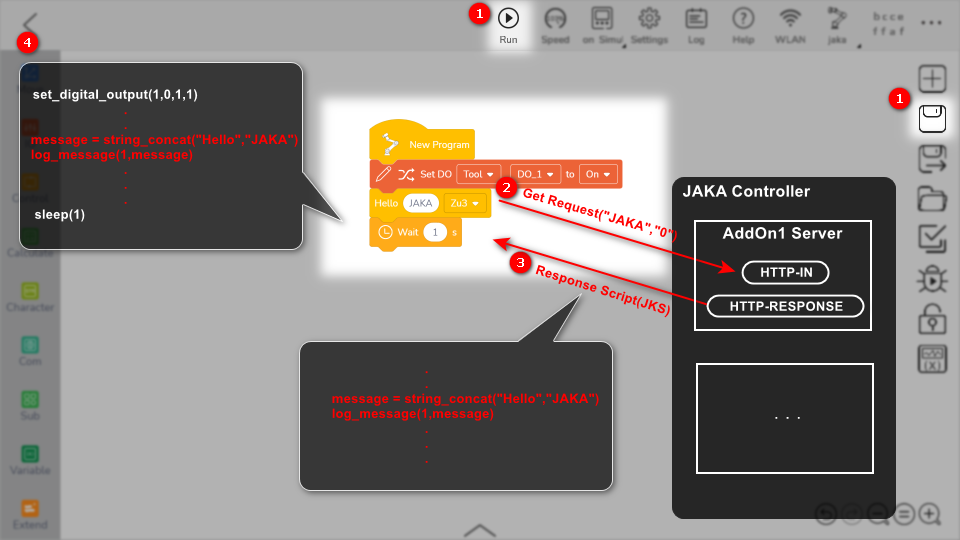 1
Run
Speed
on Simu
Settings
Log
Help
WLAN
jaka
bcce
ffaf
4
set_digital_output(1,0,1,1)
message = string_concat("Hello","JAKA")
log_message(1,message)
sleep(1)
1
New Program
Set DO Tool DO_1 to On
Hello JAKA Zu3
Wait 1 s
2
Get Request("JAKA","0")
3
Response Script(JKS)
JAKA Controller
AddOn1 Server
HTTP-IN
HTTP-RESPONSE
. . .
message = string_concat("Hello","JAKA")
log_message(1,message)
Control
Calculate
Character
Com
Sub
Variable
Extend
(X)